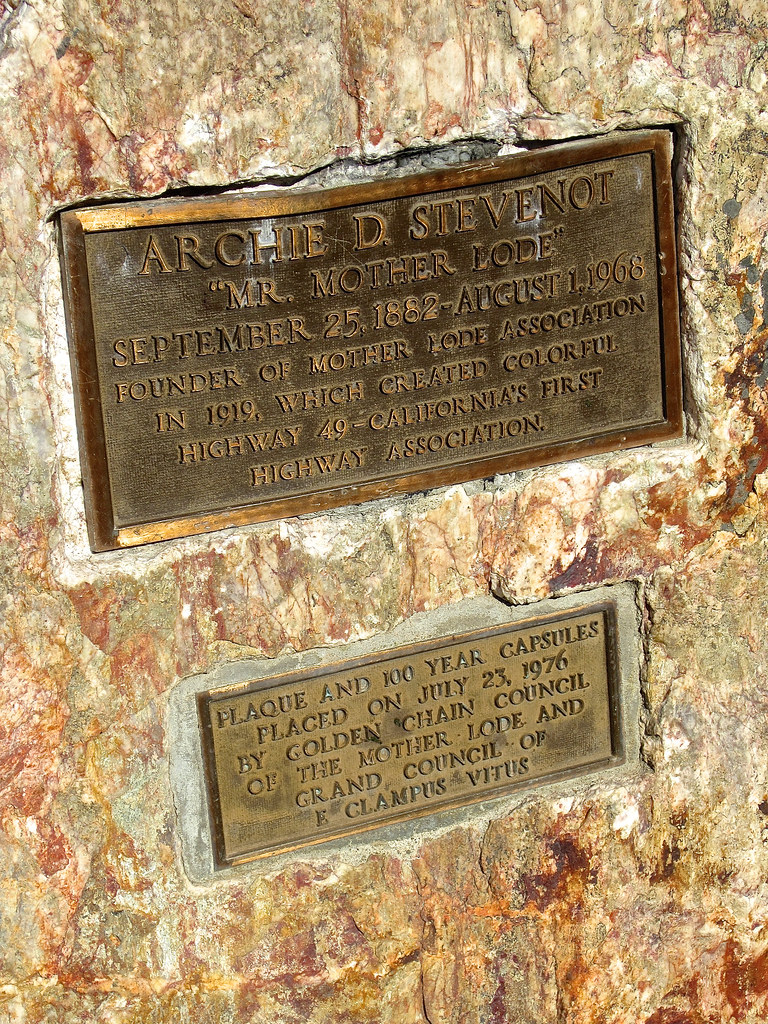 ARCHIE D. STEVENOT
"MR. MOTHER LODE"
SEPTEMBER 25, 1882 - AUGUST 1, 1968
FOUNDER OF MOTHER LODE ASSOCIATION
IN 1919, WHICH CREATED COLORFUL
HIGHWAY 49 - CALIFORNIA'S FIRST
HIGHWAY ASSOCIATION.
PLAQUE AND 100 YEAR CAPSULES
PLACED ON JULY 23, 1976
BY GOLDEN CHAIN COUNCIL
OF THE MOTHER LODE AND
GRAND COUNCIL OF
E CLAMPUS VITUS